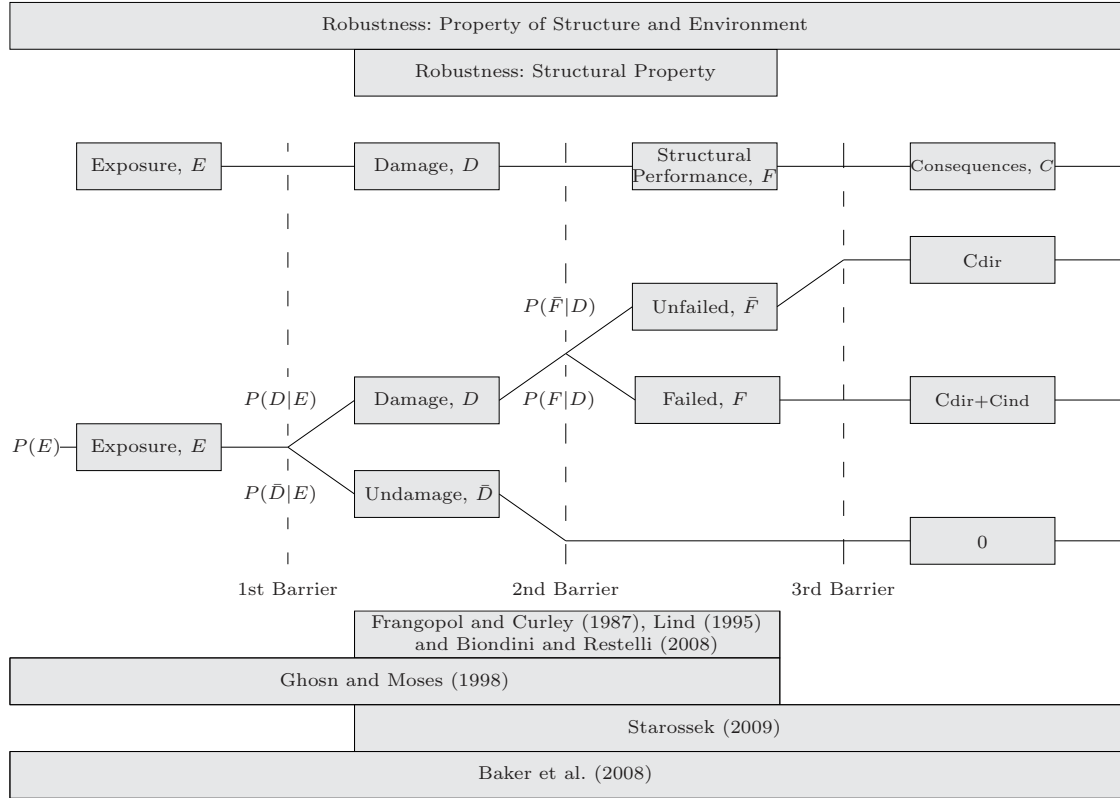 Robustness: Property of Structure and Environment
Robustness: Structural Property
Exposure, E
Damage, D
Structural
Performance, F
Consequences, C
Cdir
P(F̄|D)
Unfailed, F̄
P(D|E)
Damage, D
P(F|D)
Failed, F
Cdir+Cind
P(E)
Exposure, E
P(D̄|E)
Undamage, D̄
0
1st Barrier
2nd Barrier
3rd Barrier
Frangopol and Curley (1987), Lind (1995)
and Biondini and Restelli (2008)
Ghosn and Moses (1998)
Starossek (2009)
Baker et al. (2008)